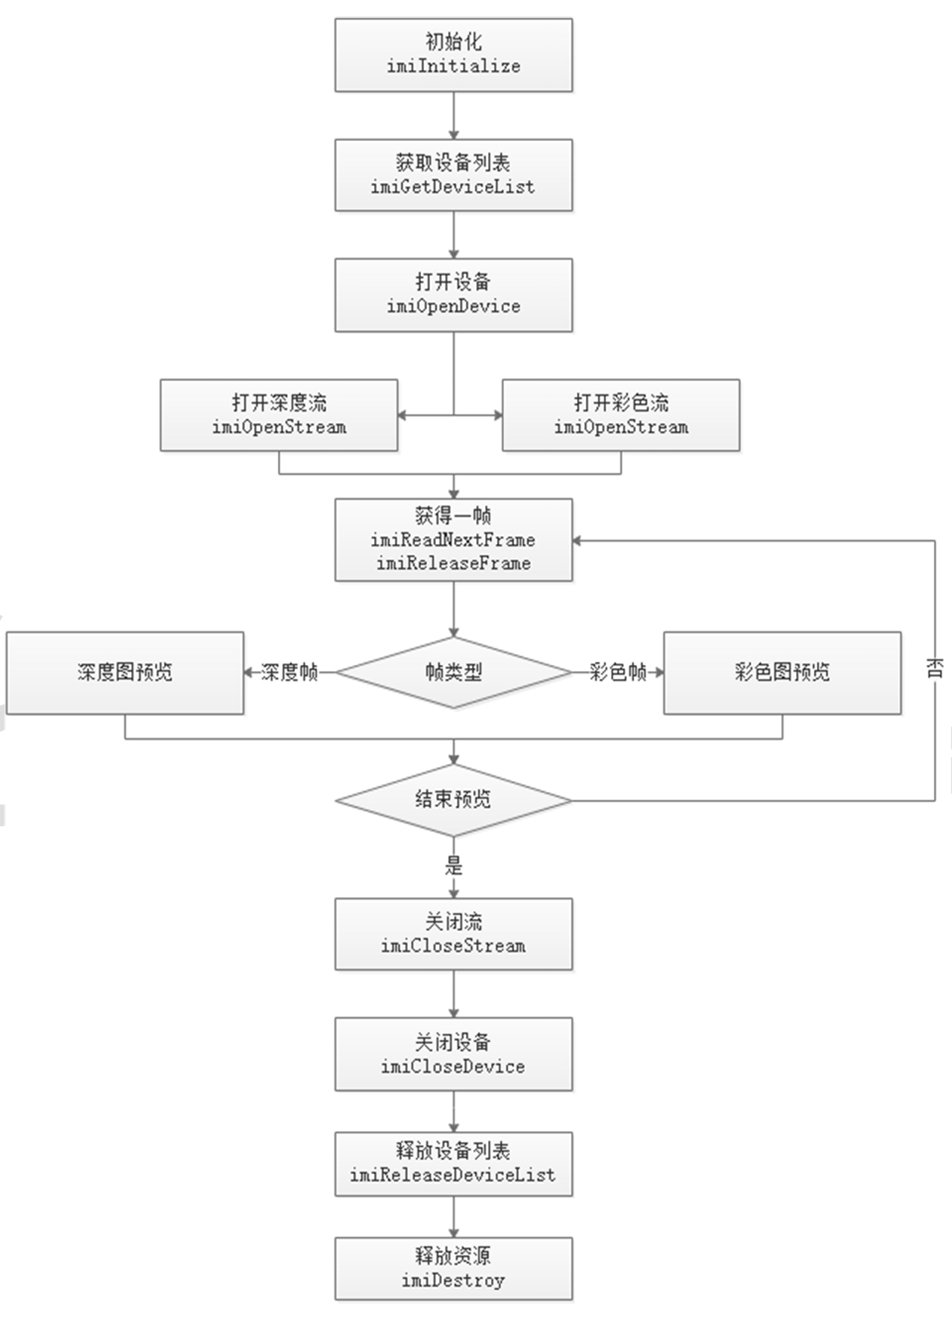 初始化
imiInitialize
获取设备列表
imiGetDeviceList
打开设备
imiOpenDevice
打开深度流
imiOpenStream
打开彩色流
imiOpenStream
获得一帧
imiReadNextFrame
imiReleaseFrame
深度图预览
深度帧
帧类型
彩色帧
彩色图预览
否
结束预览
是
关闭流
imiCloseStream
关闭设备
imiCloseDevice
释放设备列表
imiReleaseDeviceList
释放资源
imiDestroy